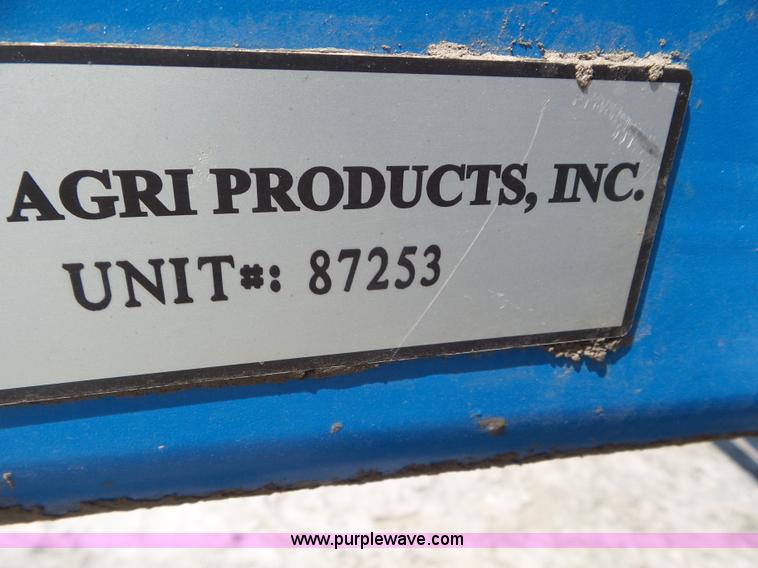 AGRI PRODUCTS, INC.
UNIT#: 87253
www.purplewave.com